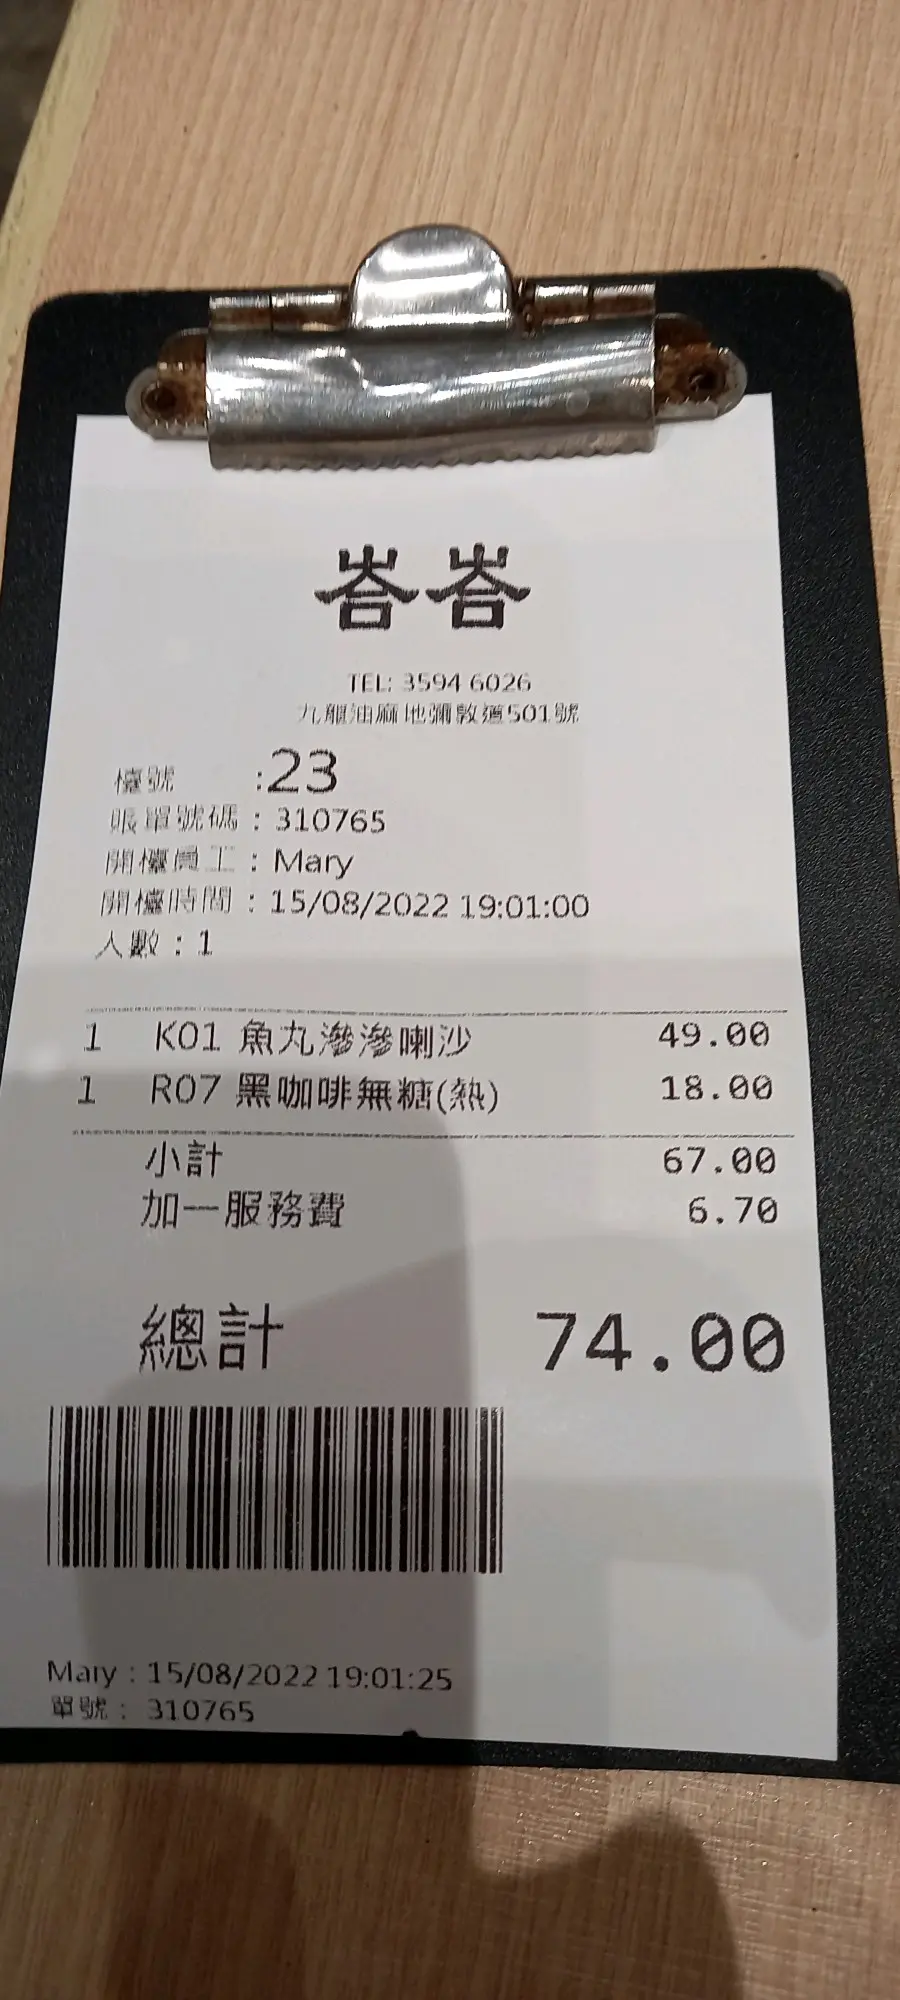 峇峇
TEL: 3594 6026
九龍油麻地彌敦道501號
檯號 :23
賬單號碼 : 310765
開檯員工 : Mary
開檯時間 : 15/08/2022 19:01:00
人數 : 1
1 K01 魚丸滲滲喇沙 49.00
1 R07 黑咖啡無糖(熱) 18.00
小計 67.00
加一服務費 6.70
總計 74.00
Mary : 15/08/2022 19:01:25
單號 : 310765